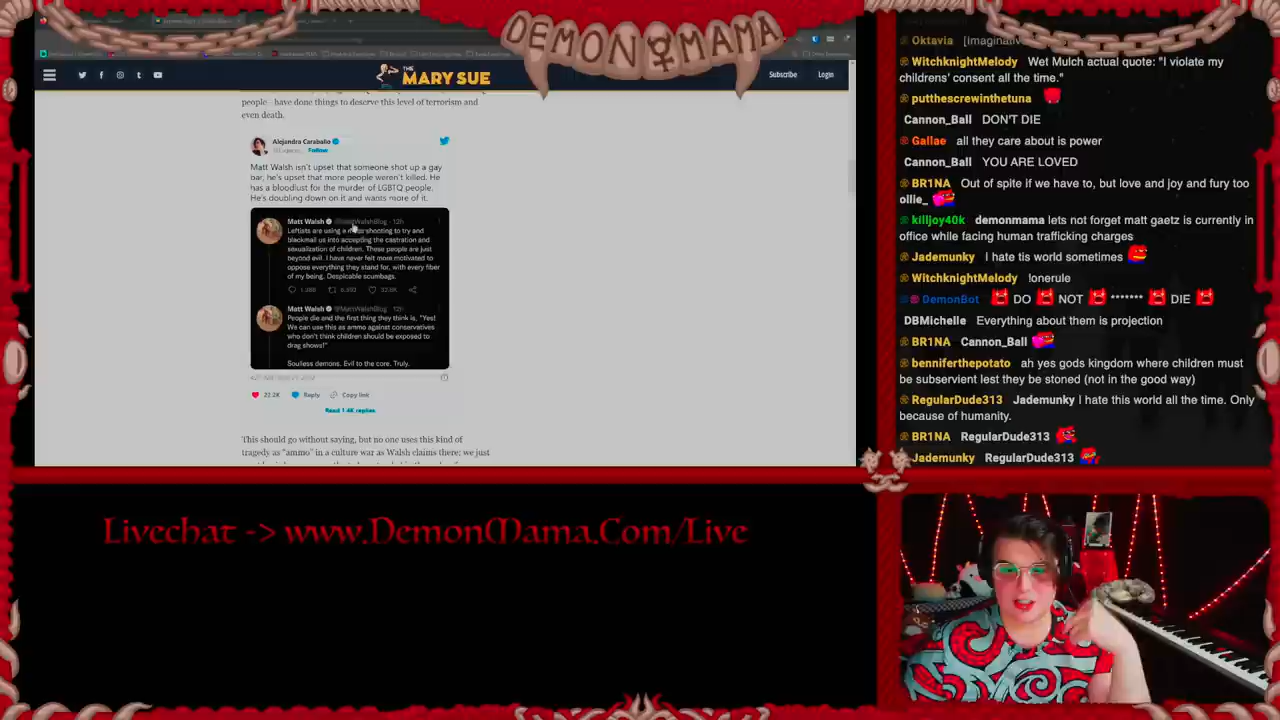 DEMON MAMA
THE
MARY SUE
Subscribe
Login
people—have done things to deserve this level of terrorism and
even death.
Alejandra Caraballo
Follow
Matt Walsh isn't upset that someone shot up a gay
bar, he's upset that more people weren't killed. He
has a bloodlust for the murder of LGBTQ people.
He's doubling down on it and wants more of it.
Matt Walsh @MattWalshBlog · 12h
Leftists are using a mass shooting to try and
blackmail us into accepting the castration and
sexualization of children. These people are just
beyond evil. I have never felt more motivated to
oppose everything they stand for, with every fiber
of my being. Despicable scumbags.
Matt Walsh @MattWalshBlog · 12h
People die and the first thing they think is, "Yes!
We can use this as ammo against conservatives
who don't think children should be exposed to
drag shows!"
Soulless demons. Evil to the core. Truly.
22.2K Reply Copy link
Read 1.4K replies
This should go without saying, but no one uses this kind of
tragedy as "ammo" in a culture war as Walsh claims there; we just
Oktavia
WitchknightMelody Wet Mulch actual quote: "I violate my
childrens' consent all the time."
putthescrewinthetuna
Cannon_Ball DON'T DIE
Gallae all they care about is power
Cannon_Ball YOU ARE LOVED
BR1NA Out of spite if we have to, but love and joy and fury too
ollie_
killjoy40k demonmama lets not forget matt gaetz is currently in
office while facing human trafficking charges
Jademunky I hate tis world sometimes
WitchknightMelody !onerule
DemonBot DO NOT ******* DIE
DBMichelle Everything about them is projection
BR1NA Cannon_Ball
benniferthepotato ah yes gods kingdom where children must
be subservient lest they be stoned (not in the good way)
RegularDude313 Jademunky I hate this world all the time. Only
because of humanity.
BR1NA RegularDude313
Jademunky RegularDude313
Livechat -> www.DemonMama.Com/Live